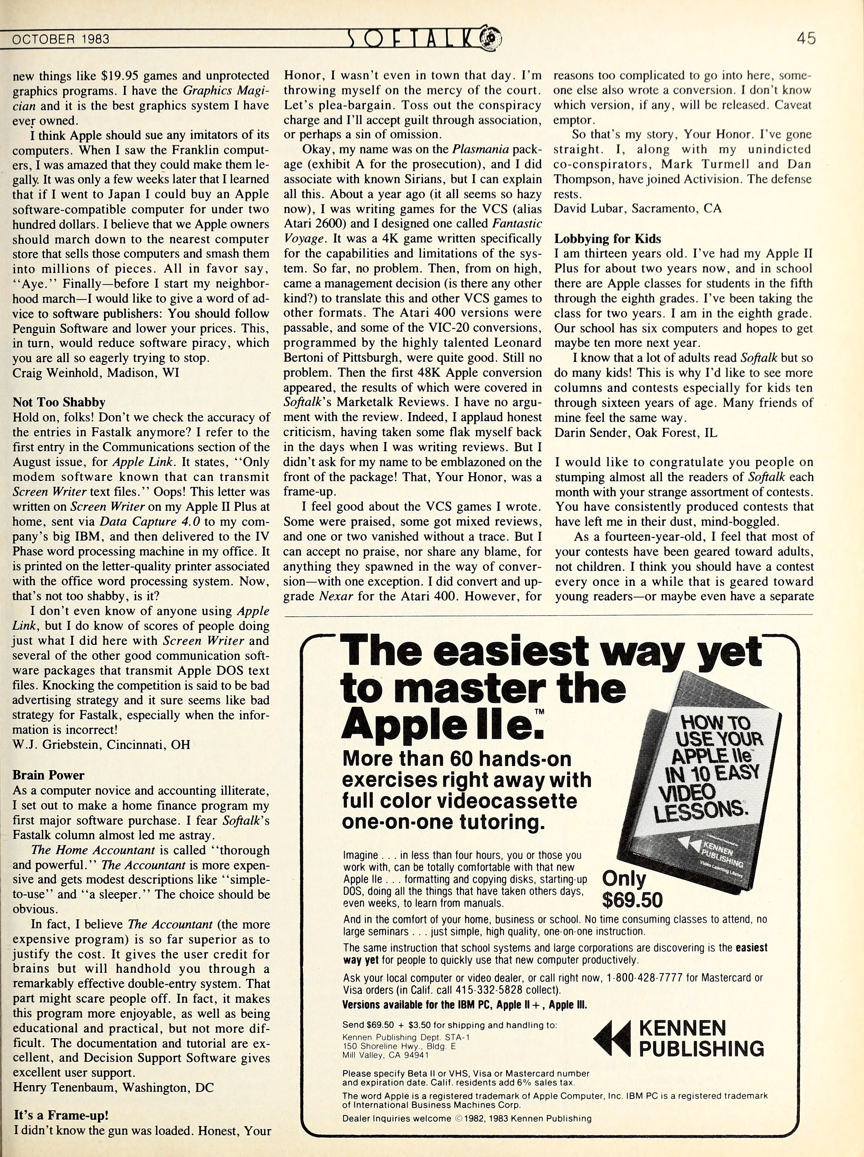 OCTOBER 1983
SOFTALK
45
new things like $19.95 games and unprotected
graphics programs. I have the Graphics Magi-
cian and it is the best graphics system I have
ever owned.
I think Apple should sue any imitators of its
computers. When I saw the Franklin comput-
ers, I was amazed that they could make them le-
gally. It was only a few weeks later that I learned
that if I went to Japan I could buy an Apple
software-compatible computer for under two
hundred dollars. I believe that we Apple owners
should march down to the nearest computer
store that sells those computers and smash them
into millions of pieces. All in favor say,
‘‘Aye.’’ Finally—before I start my neighbor-
hood march—I would like to give a word of ad-
vice to software publishers: You should follow
Penguin Software and lower your prices. This,
in turn, would reduce software piracy, which
you are all so eagerly trying to stop.
Craig Weinhold, Madison, WI
Not Too Shabby
Hold on, folks! Don't we check the accuracy of
the entries in Fastalk anymore? I refer to the
first entry in the Communications section of the
August issue, for Apple Link. It states, ‘‘Only
modem software known that can transmit
Screen Writer text files.’’ Oops! This letter was
written on Screen Writer on my Apple II Plus at
home, sent via Data Capture 4.0 to my com-
pany's big IBM, and then delivered to the IV
Phase word processing machine in my office. It
is printed on the letter-quality printer associated
with the office word processing system. Now,
that's not too shabby, is it?
I don't even know of anyone using Apple
Link, but I do know of scores of people doing
just what I did here with Screen Writer and
several of the other good communication soft-
ware packages that transmit Apple DOS text
files. Knocking the competition is said to be bad
advertising strategy and it sure seems like bad
strategy for Fastalk, especially when the infor-
mation is incorrect!
W.J. Griebstein, Cincinnati, OH
Brain Power
As a computer novice and accounting illiterate,
I set out to make a home finance program my
first major software purchase. I fear Softalk's
Fastalk column almost led me astray.
The Home Accountant is called ‘‘thorough
and powerful.’’ The Accountant is more expen-
sive and gets modest descriptions like ‘‘simple-
to-use’’ and ‘‘a sleeper.’’ The choice should be
obvious.
In fact, I believe The Accountant (the more
expensive program) is so far superior as to
justify the cost. It gives the user credit for
brains but will handhold you through a
remarkably effective double-entry system. That
part might scare people off. In fact, it makes
this program more enjoyable, as well as being
educational and practical, but not more dif-
ficult. The documentation and tutorial are ex-
cellent, and Decision Support Software gives
excellent user support.
Henry Tenenbaum, Washington, DC
It's a Frame-up!
I didn't know the gun was loaded. Honest, Your
Honor, I wasn't even in town that day. I'm
throwing myself on the mercy of the court.
Let's plea-bargain. Toss out the conspiracy
charge and I'll accept guilt through association,
or perhaps a sin of omission.
Okay, my name was on the Plasmania pack-
age (exhibit A for the prosecution), and I did
associate with known Sirians, but I can explain
all this. About a year ago (it all seems so hazy
now), I was writing games for the VCS (alias
Atari 2600) and I designed one called Fantastic
Voyage. It was a 4K game written specifically
for the capabilities and limitations of the sys-
tem. So far, no problem. Then, from on high,
came a management decision (is there any other
kind?) to translate this and other VCS games to
other formats. The Atari 400 versions were
passable, and some of the VIC-20 conversions,
programmed by the highly talented Leonard
Bertoni of Pittsburgh, were quite good. Still no
problem. Then the first 48K Apple conversion
appeared, the results of which were covered in
Softalk's Marketalk Reviews. I have no argu-
ment with the review. Indeed, I applaud honest
criticism, having taken some flak myself back
in the days when I was writing reviews. But I
didn't ask for my name to be emblazoned on the
front of the package! That, Your Honor, was a
frame-up.
I feel good about the VCS games I wrote.
Some were praised, some got mixed reviews,
and one or two vanished without a trace. But I
can accept no praise, nor share any blame, for
anything they spawned in the way of conver-
sion—with one exception. I did convert and up-
grade Nexar for the Atari 400. However, for
reasons too complicated to go into here, some-
one else also wrote a conversion. I don't know
which version, if any, will be released. Caveat
emptor.
So that's my story, Your Honor. I've gone
straight. I, along with my unindicted
co-conspirators, Mark Turmell and Dan
Thompson, have joined Activision. The defense
rests.
David Lubar, Sacramento, CA
Lobbying for Kids
I am thirteen years old. I've had my Apple II
Plus for about two years now, and in school
there are Apple classes for students in the fifth
through the eighth grades. I've been taking the
class for two years. I am in the eighth grade.
Our school has six computers and hopes to get
maybe ten more next year.
I know that a lot of adults read Softalk but so
do many kids! This is why I'd like to see more
columns and contests especially for kids ten
through sixteen years of age. Many friends of
mine feel the same way.
Darin Sender, Oak Forest, IL
I would like to congratulate you people on
stumping almost all the readers of Softalk each
month with your strange assortment of contests.
You have consistently produced contests that
have left me in their dust, mind-boggled.
As a fourteen-year-old, I feel that most of
your contests have been geared toward adults,
not children. I think you should have a contest
every once in a while that is geared toward
young readers—or maybe even have a separate
The easiest way yet
to master the
Apple IIe.™
More than 60 hands-on
exercises right away with
full color videocassette
one-on-one tutoring.
HOW TO
USE YOUR
APPLE IIe™
IN 10 EASY
VIDEO
LESSONS.
KENNEN
PUBLISHING
Video Learning Library
Imagine . . . in less than four hours, you or those you
work with, can be totally comfortable with that new
Apple IIe . . . formatting and copying disks, starting-up
DOS, doing all the things that have taken others days,
even weeks, to learn from manuals.
Only
$69.50
And in the comfort of your home, business or school. No time consuming classes to attend, no
large seminars . . . just simple, high quality, one-on-one instruction.
The same instruction that school systems and large corporations are discovering is the easiest
way yet for people to quickly use that new computer productively.
Ask your local computer or video dealer, or call right now, 1-800-428-7777 for Mastercard or
Visa orders (in Calif. call 415-332-5828 collect).
Versions available for the IBM PC, Apple II +, Apple III.
Send $69.50 + $3.50 for shipping and handling to:
Kennen Publishing Dept. STA-1
150 Shoreline Hwy., Bldg. E
Mill Valley, CA 94941
KENNEN
PUBLISHING
Please specify Beta II or VHS, Visa or Mastercard number
and expiration date. Calif. residents add 6% sales tax.
The word Apple is a registered trademark of Apple Computer, Inc. IBM PC is a registered trademark
of International Business Machines Corp.
Dealer Inquiries welcome ©1982, 1983 Kennen Publishing